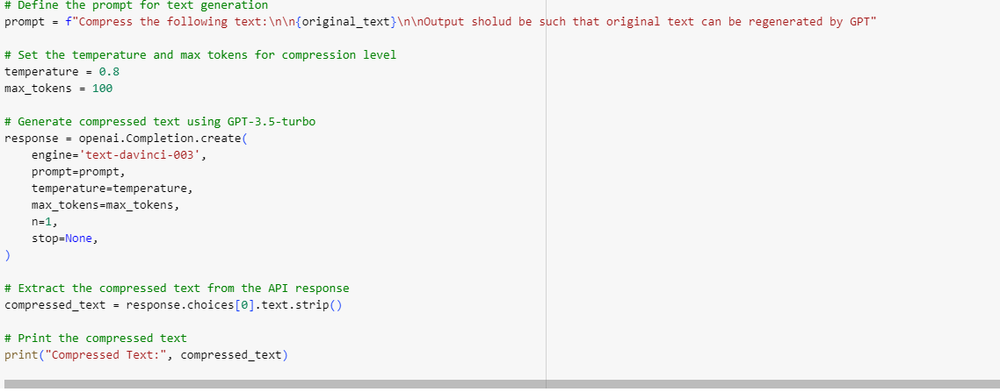 # Define the prompt for text generation
prompt = f"Compress the following text:\n\n{original_text}\n\nOutput sholud be such that original text can be regenerated by GPT"
# Set the temperature and max tokens for compression level
temperature = 0.8
max_tokens = 100
# Generate compressed text using GPT-3.5-turbo
response = openai.Completion.create(
    engine='text-davinci-003',
    prompt=prompt,
    temperature=temperature,
    max_tokens=max_tokens,
    n=1,
    stop=None,
)
# Extract the compressed text from the API response
compressed_text = response.choices[0].text.strip()
# Print the compressed text
print("Compressed Text:", compressed_text)